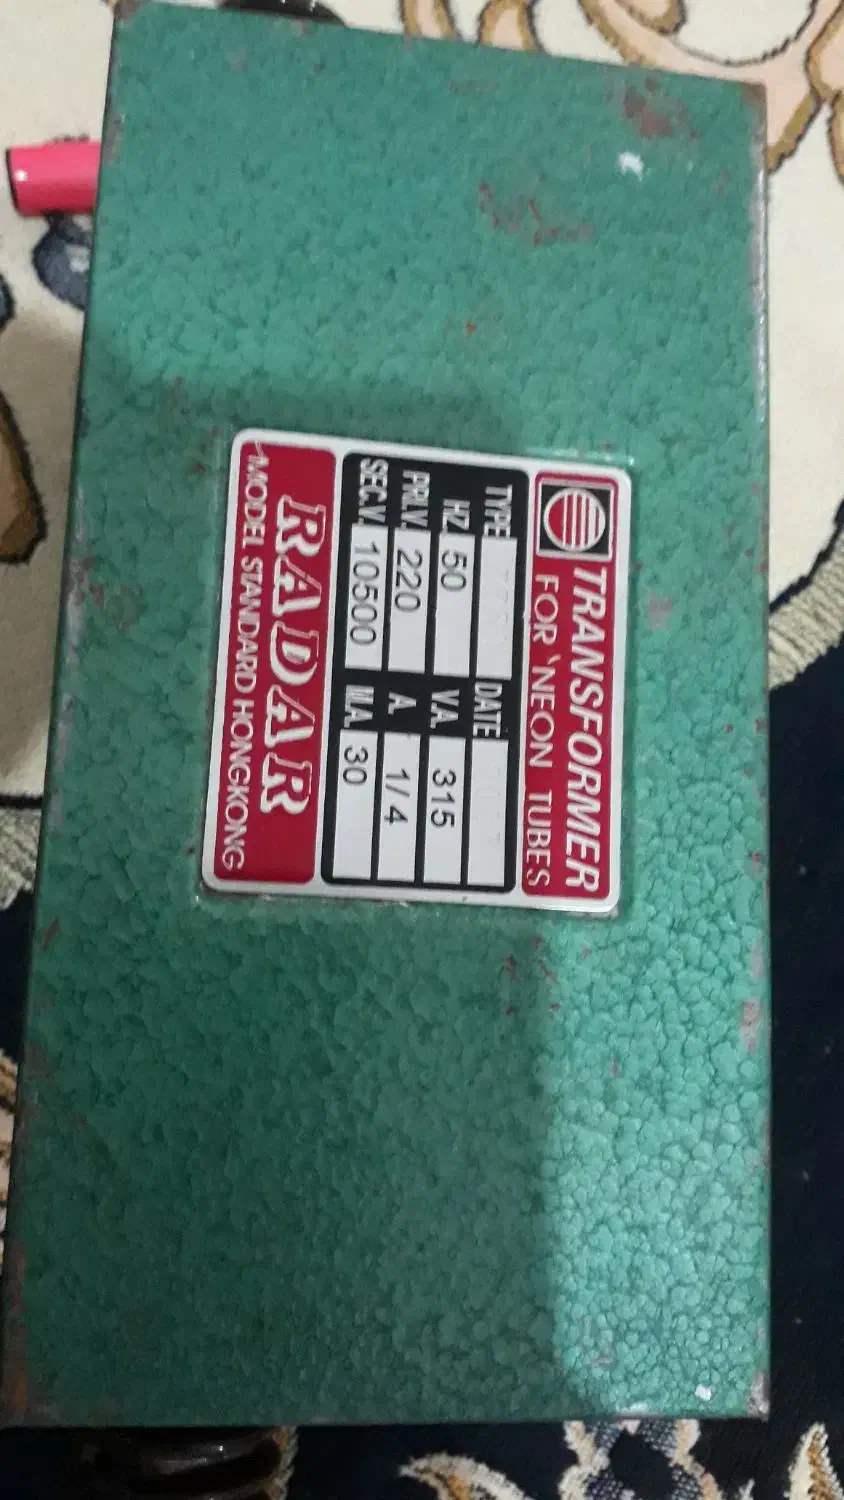 TRANSFORMER
FOR 'NEON TUBES
TYPE DATE
HZ. 50 V.A. 315
PRI.V. 220 A. 1/4
SEC.V. 10500 M.A. 30
RADAR
MODEL STANDARD HONGKONG